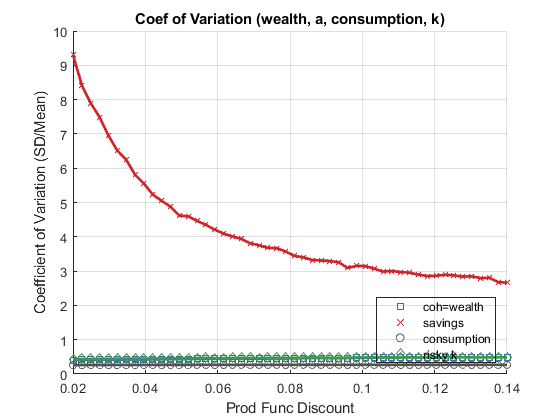 Coef of Variation (wealth, a, consumption, k)
10
9
8
7
6
5
4
3
2
1
0
Coefficient of Variation (SD/Mean)
coh=wealth
savings
consumption
risky k
0.02 0.04 0.06 0.08 0.1 0.12 0.14
Prod Func Discount